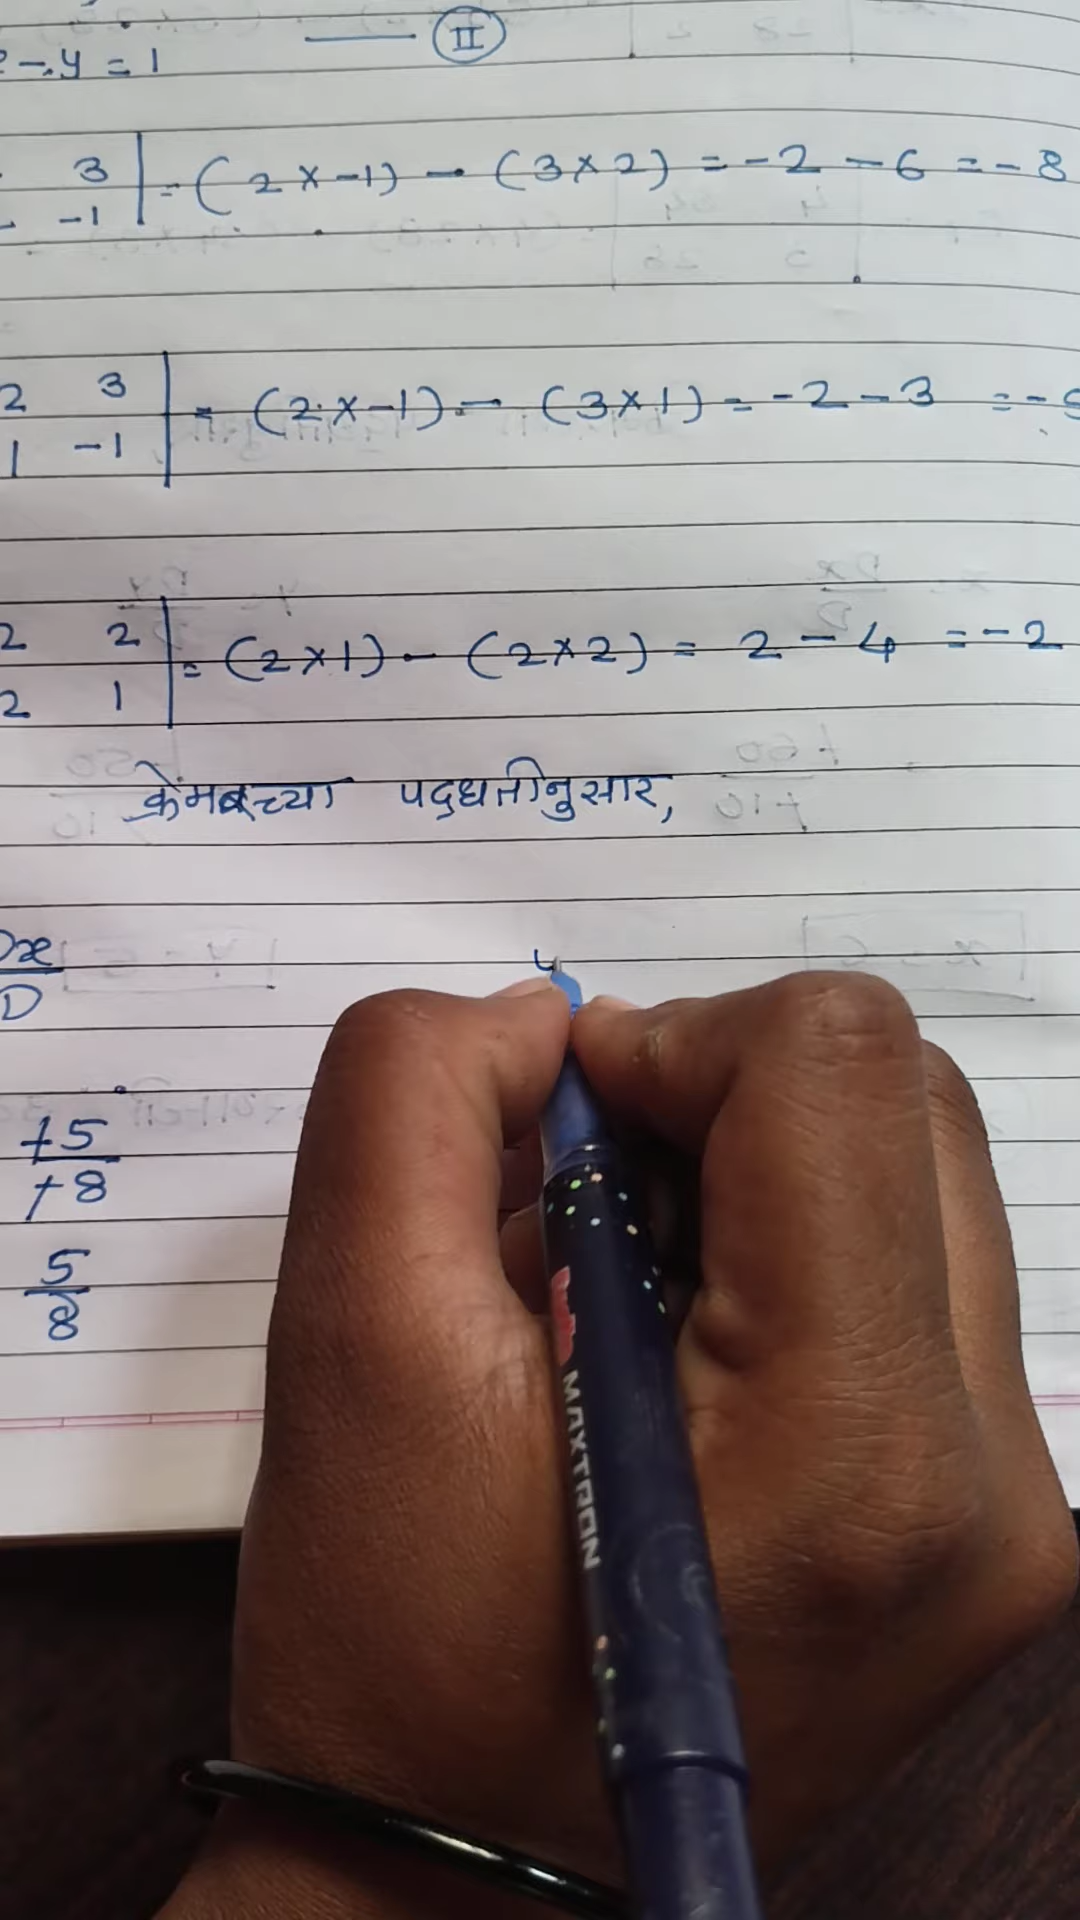 - y = 1 —— II
3
-1 = (2 × -1) - (3 × 2) = -2 - 6 = -8
2 3
1 -1 = (2 × -1) - (3 × 1) = -2 - 3 = -5
2 2
2 1 = (2 × 1) - (2 × 2) = 2 - 4 = -2
क्रेमरच्या पद्धतीनुसार,
Dx
D
-5
-8
5
8
MAXTRON